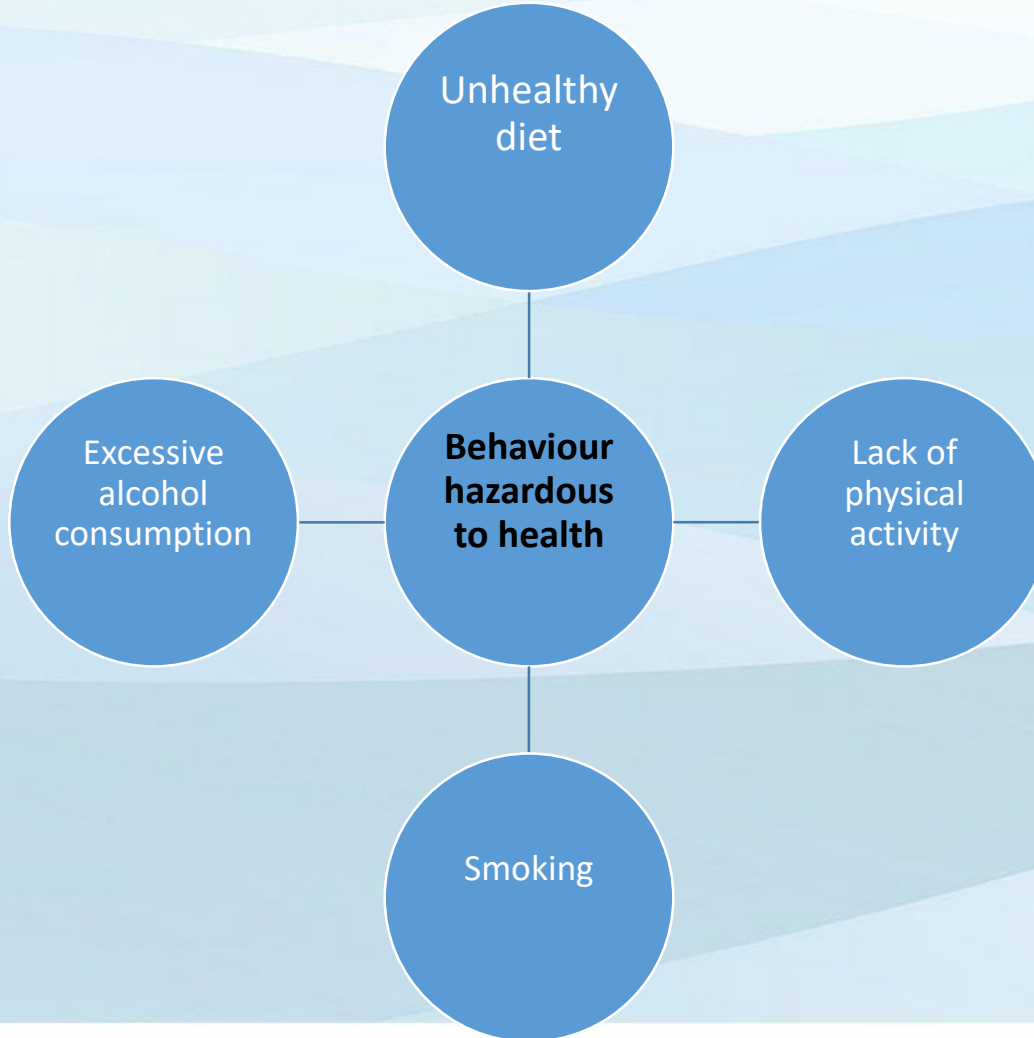 Unhealthy
diet
Excessive
alcohol
consumption
Behaviour
hazardous
to health
Lack of
physical
activity
Smoking